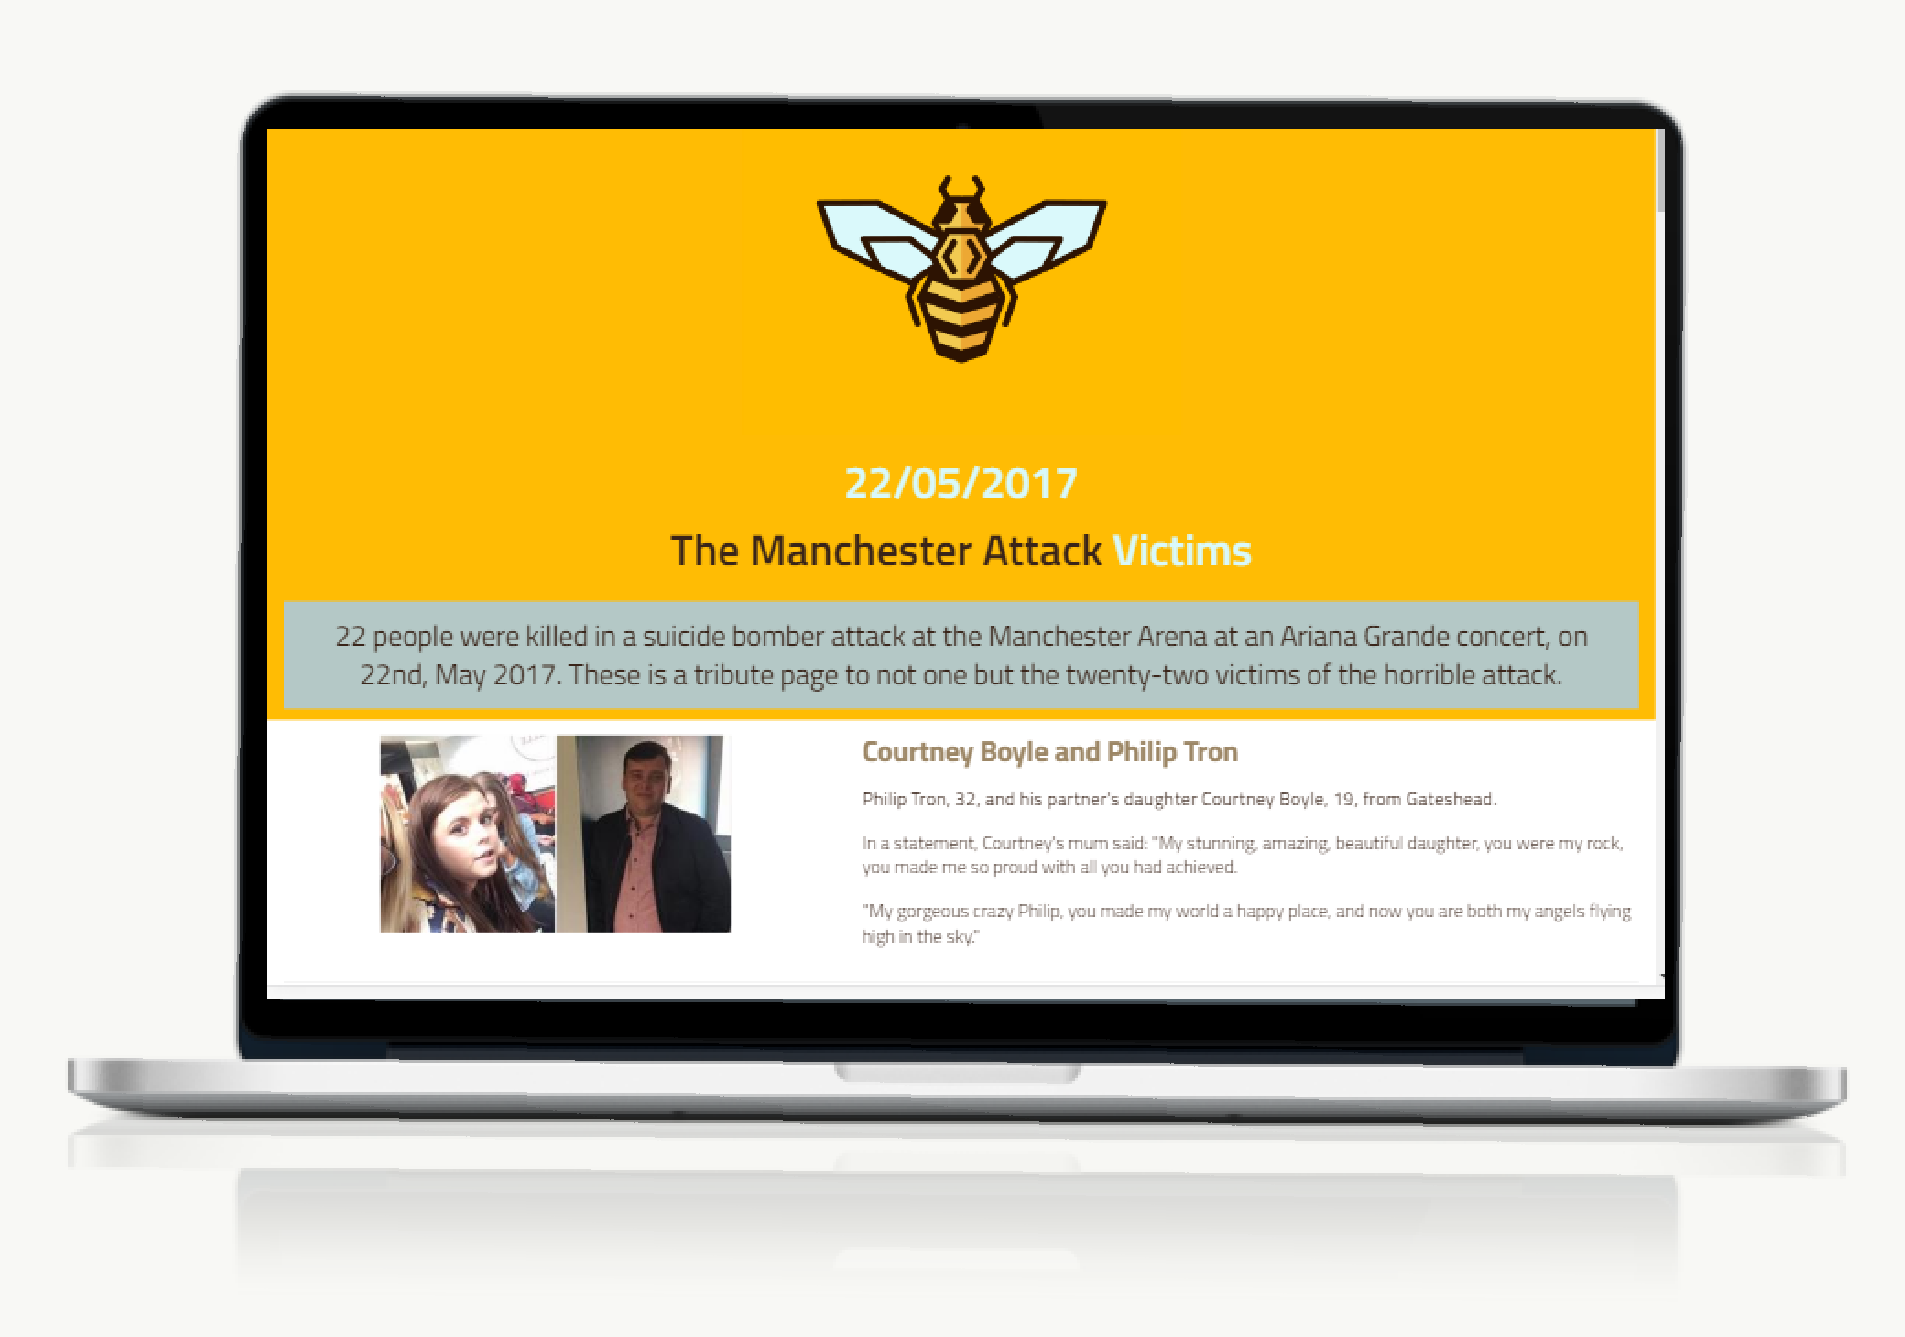 22/05/2017
The Manchester Attack Victims
22 people were killed in a suicide bomber attack at the Manchester Arena at an Ariana Grande concert, on
22nd, May 2017. These is a tribute page to not one but the twenty-two victims of the horrible attack.
Courtney Boyle and Philip Tron
Philip Tron, 32, and his partner's daughter Courtney Boyle, 19, from Gateshead.
In a statement, Courtney's mum said: "My stunning, amazing, beautiful daughter, you were my rock,
you made me so proud with all you had achieved.
"My gorgeous crazy Philip, you made my world a happy place, and now you are both my angels flying
high in the sky."